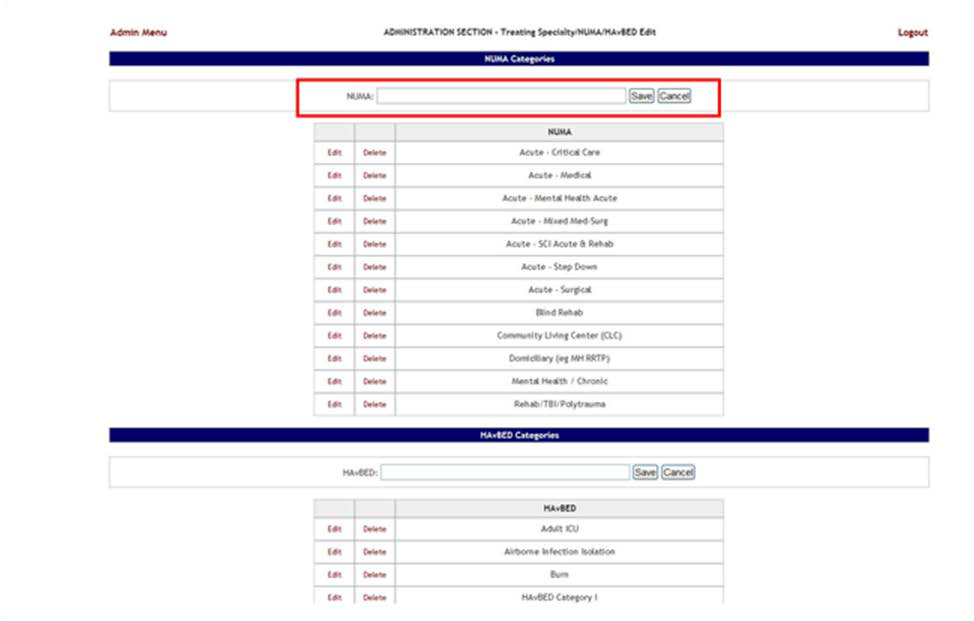 Admin Menu ADMINISTRATION SECTION - Treating Specialty/NUMA/HAvBED Edit Logout
NUMA Categories
NUMA: Save Cancel
NUMA
Edit Delete Acute - Critical Care
Edit Delete Acute - Medical
Edit Delete Acute - Mental Health Acute
Edit Delete Acute - Mixed Med-Surg
Edit Delete Acute - SCI Acute & Rehab
Edit Delete Acute - Step Down
Edit Delete Acute - Surgical
Edit Delete Blind Rehab
Edit Delete Community Living Center (CLC)
Edit Delete Domiciliary (eg MH RRTP)
Edit Delete Mental Health / Chronic
Edit Delete Rehab/TBI/Polytrauma
HAvBED Categories
HAvBED: Save Cancel
HAvBED
Edit Delete Adult ICU
Edit Delete Airborne Infection Isolation
Edit Delete Burn
Edit Delete HAvBED Category I